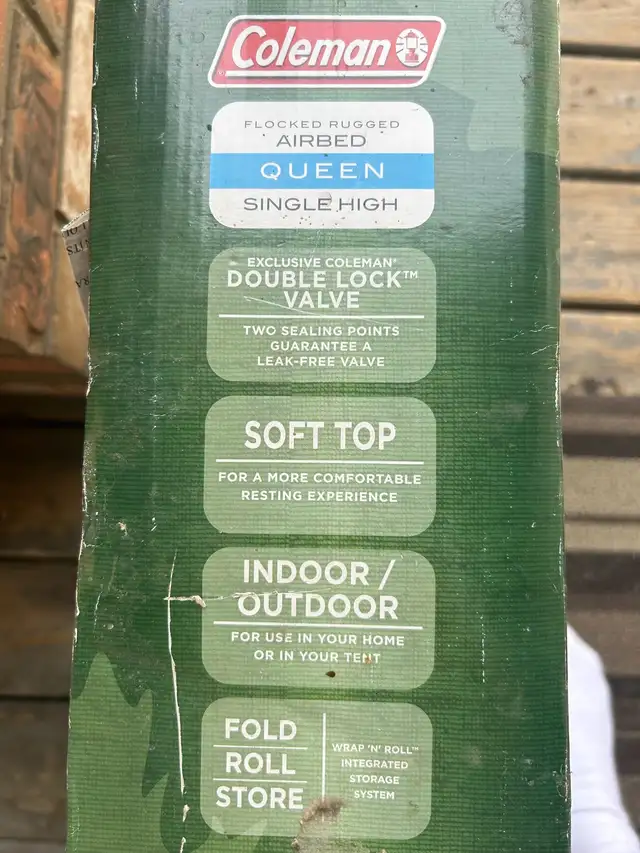 Coleman
FLOCKED RUGGED
AIRBED
QUEEN
SINGLE HIGH
EXCLUSIVE COLEMAN®
DOUBLE LOCK™
VALVE
TWO SEALING POINTS
GUARANTEE A
LEAK-FREE VALVE
SOFT TOP
FOR A MORE COMFORTABLE
RESTING EXPERIENCE
INDOOR /
OUTDOOR
FOR USE IN YOUR HOME
OR IN YOUR TENT
FOLD
ROLL
STORE
WRAP 'N' ROLL™
INTEGRATED
STORAGE
SYSTEM